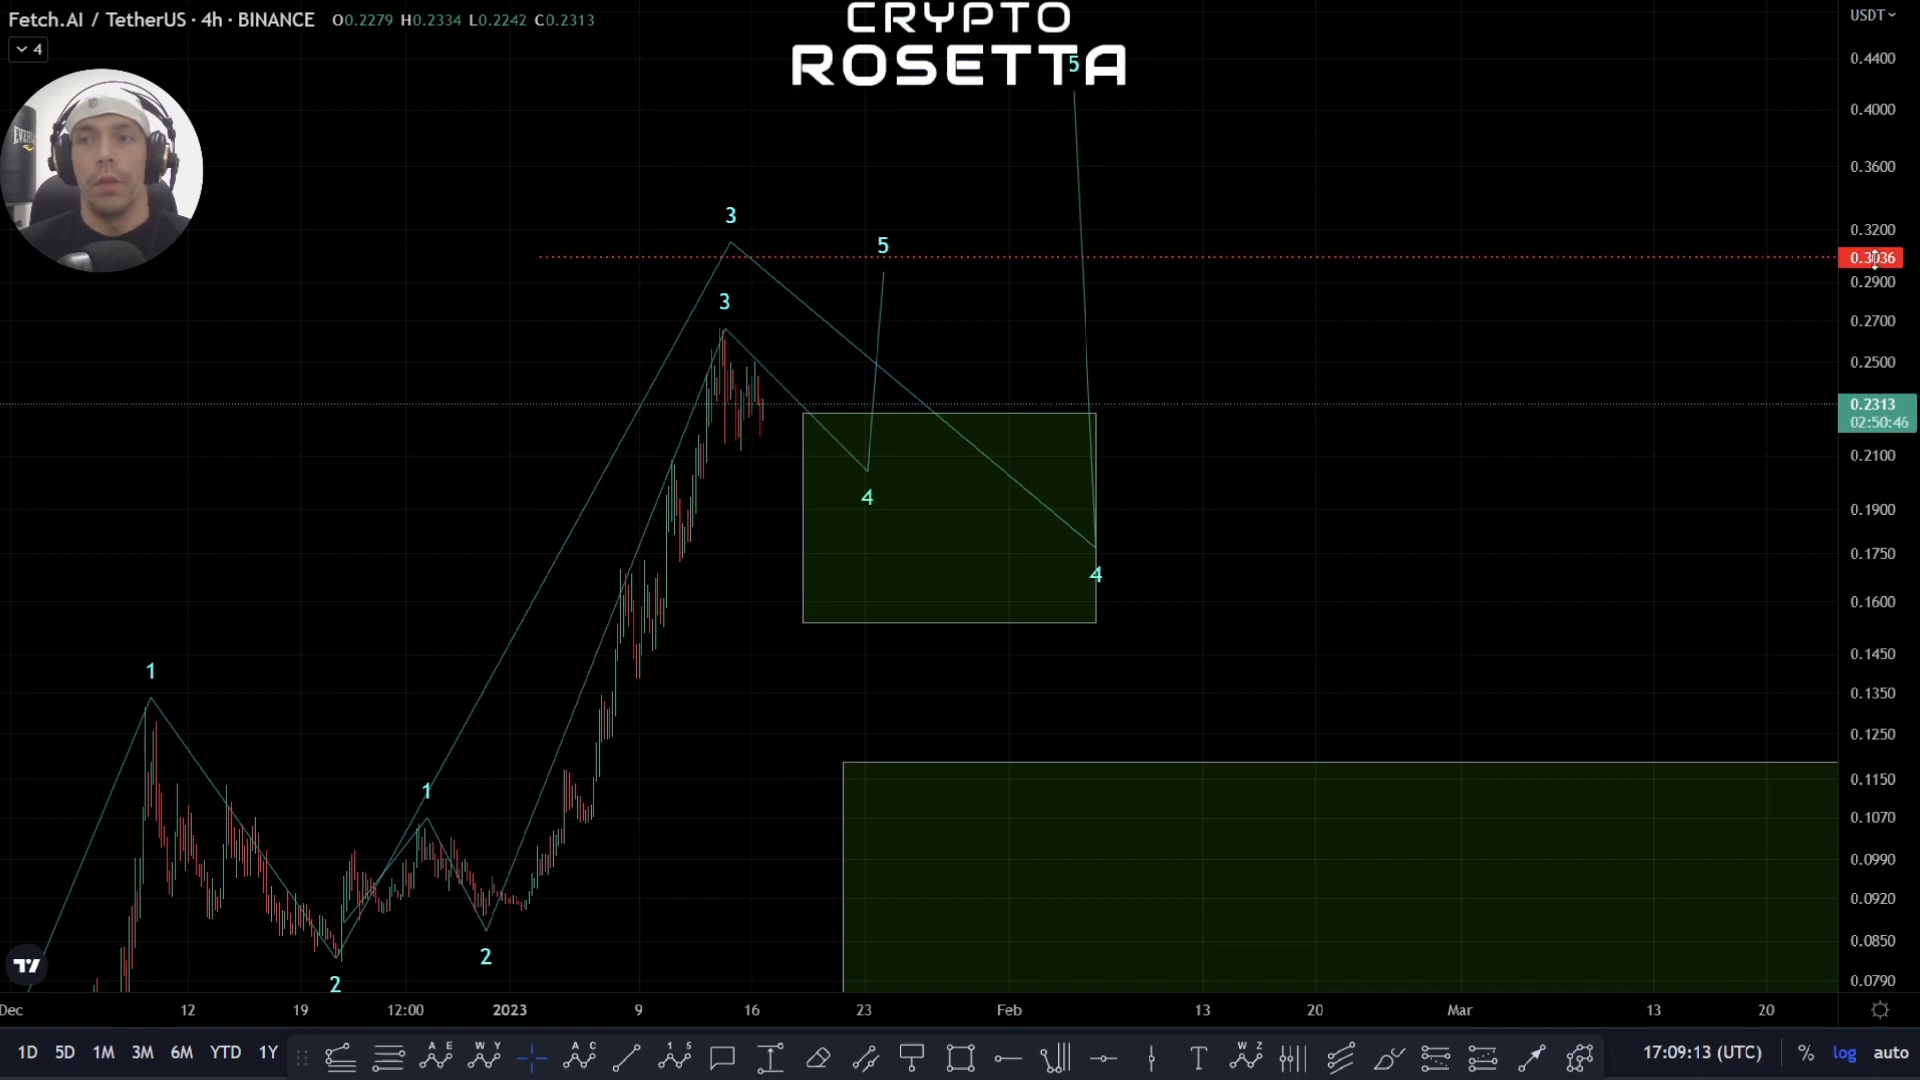 Fetch.AI / TetherUS · 4h · BINANCE O0.2279 H0.2334 L0.2242 C0.2313
4
CRYPTO
ROSETTA
USDT
0.4400
0.4000
0.3600
0.3200
0.3036
0.2900
0.2700
0.2500
0.2313
02:50:46
0.2100
0.1900
0.1750
0.1600
0.1450
0.1350
0.1250
0.1150
0.1070
0.0990
0.0920
0.0850
0.0790
5
3
5
3
4
4
1
1
2
2
Dec 12 19 12:00 2023 9 16 23 Feb 13 20 Mar 13 20
1D 5D 1M 3M 6M YTD 1Y
A E
W Y
A C
1 5
T
W Z
17:09:13 (UTC) % log auto